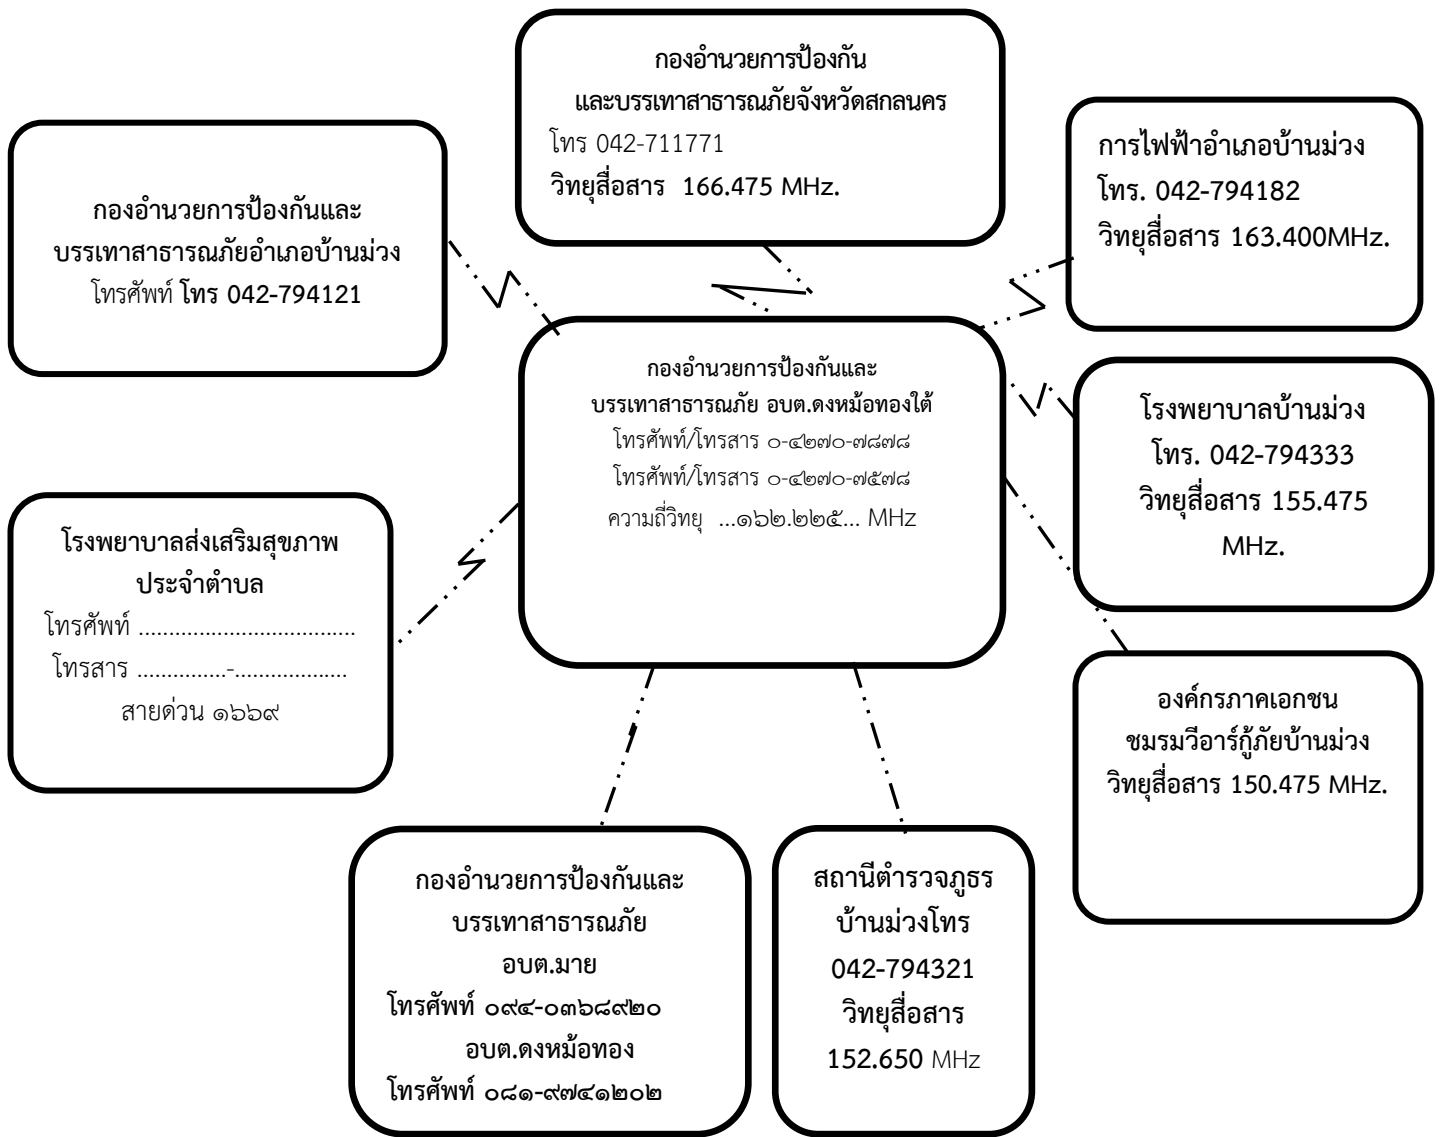 กองอำนวยการป้องกัน
และบรรเทาสาธารณภัยจังหวัดสกลนคร
โทร 042-711771
วิทยุสื่อสาร 166.475 MHz.
กองอำนวยการป้องกันและ
บรรเทาสาธารณภัยอำเภอบ้านม่วง
โทรศัพท์ โทร 042-794121
การไฟฟ้าอำเภอบ้านม่วง
โทร. 042-794182
วิทยุสื่อสาร 163.400MHz.
กองอำนวยการป้องกันและ
บรรเทาสาธารณภัย อบต.ดงหม้อทองใต้
โทรศัพท์/โทรสาร ๐-๔๒๗๐-๗๘๗๘
โทรศัพท์/โทรสาร ๐-๔๒๗๐-๗๕๗๘
ความถี่วิทยุ ...๑๖๒.๒๒๕... MHz
โรงพยาบาลบ้านม่วง
โทร. 042-794333
วิทยุสื่อสาร 155.475
MHz.
โรงพยาบาลส่งเสริมสุขภาพ
ประจำตำบล
โทรศัพท์ ....................................
โทรสาร ...............-...................
สายด่วน ๑๖๖๙
องค์กรภาคเอกชน
ชมรมวีอาร์กู้ภัยบ้านม่วง
วิทยุสื่อสาร 150.475 MHz.
กองอำนวยการป้องกันและ
บรรเทาสาธารณภัย
อบต.มาย
โทรศัพท์ ๐๙๔-๐๓๖๘๙๒๐
อบต.ดงหม้อทอง
โทรศัพท์ ๐๘๑-๙๗๔๑๒๐๒
สถานีตำรวจภูธร
บ้านม่วงโทร
042-794321
วิทยุสื่อสาร
152.650 MHz